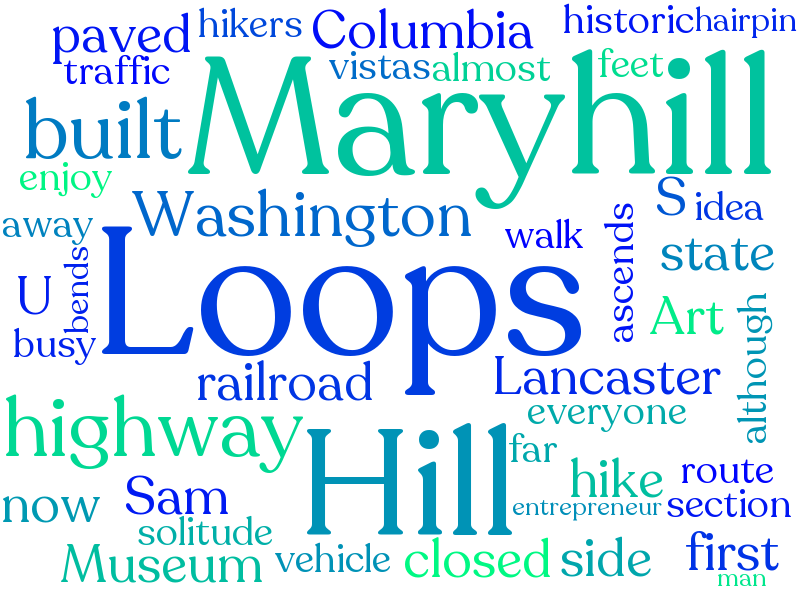 paved hikers Columbia historic hairpin
traffic vistas almost feet
Maryhill
built
enjoy
away Washington S idea
walk ascends state
U bends Loops Art although
busy
railroad Lancaster
highway everyone
Hill far
now Sam hike route
solitude entrepreneur section
Museum vehicle closed side first
man